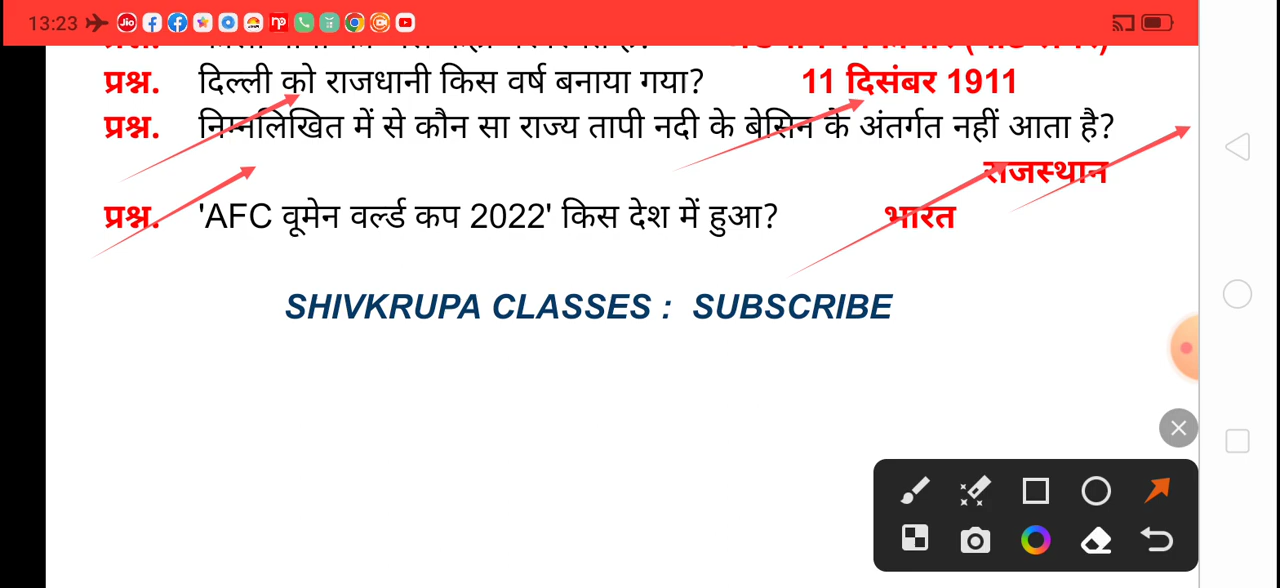 13:23
प्रश्न. दिल्ली को राजधानी किस वर्ष बनाया गया? 11 दिसंबर 1911
प्रश्न. निम्नलिखित में से कौन सा राज्य तापी नदी के बेसिन के अंतर्गत नहीं आता है?
राजस्थान
प्रश्न. 'AFC वूमेन वर्ल्ड कप 2022' किस देश में हुआ? भारत
SHIVKRUPA CLASSES : SUBSCRIBE